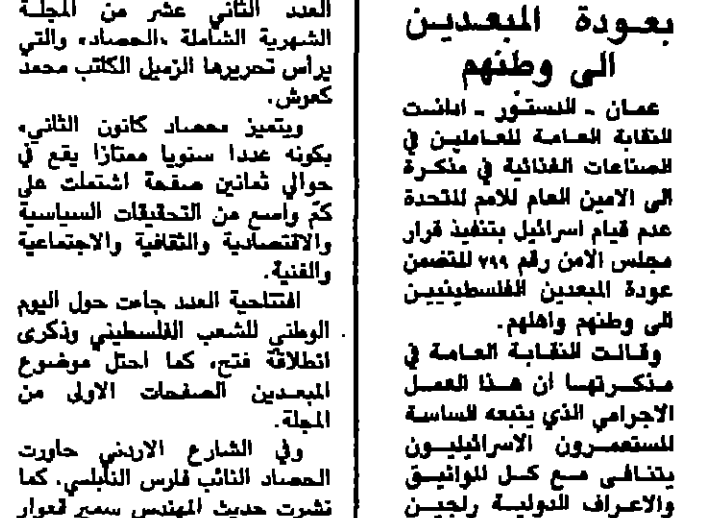 بعودة المبعدين
الى وطنهم
عمان ـ الدستور ـ ادانت
النقابة العامة للعاملين في
الصناعات الغذائية في مذكرة
الى الامين العام للامم المتحدة
عدم قيام اسرائيل بتنفيذ قرار
مجلس الامن رقم ٧٩٩ المتضمن
عودة المبعدين الفلسطينيين
الى وطنهم واهلهم.
وقالت النقابة العامة في
مذكرتها ان هذا العمل
الاجرامي الذي يتبعه الساسة
المستعمرون الاسرائيليون
يتنافى مع كل المواثيق
والاعراف الدولية
العدد الثاني عشر من المجلة
الشهرية الشاملة «الحصاد» والتي
يرأس تحريرها الزميل الكاتب محمد
كعوش.
ويتميز «حصاد كانون الثاني»
بكونه عددا سنويا ممتازا يقع في
حوالي ثمانين صفحة اشتملت على
كم واسع من التحقيقات السياسية
والاقتصادية والثقافية والاجتماعية
والفنية.
افتتاحية العدد جاءت حول اليوم
الوطني للشعب الفلسطيني وذكرى
انطلاقة فتح، كما احتل موضوع
المبعدين الصفحات الاولى من
المجلة.
وفي الشارع الاردني حاورت
الحصاد النائب فارس النابلسي، كما
نشرت حديث المهندس سمير قعوار